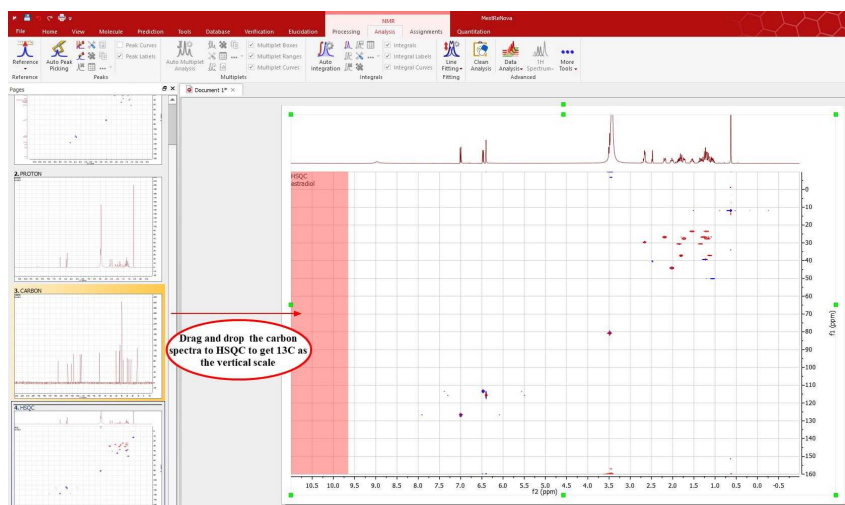 NMR
MestReNova
File Home View Molecule Prediction Tools Database Verification Elucidation Processing Analysis Assignments Quantitation
Reference
Auto Peak Picking
Peak Curves
Peak Labels
Auto Multiplet Analysis
Multiplet Boxes
Multiplet Ranges
Multiplet Curves
Auto Integration
Integrals
Integral Labels
Integral Curves
Line Fitting
Clean Analysis
Data Analysis
1H Spectrum
More Tools
Reference Peaks Multiplets Integrals Fitting Advanced
Pages
Document 1* ×
2. PROTON
3. CARBON
4. HSQC
Drag and drop the carbon
spectra to HSQC to get 13C as
the vertical scale
HSQC
estradiol
-0
-10
-20
-30
-40
-50
-60
-70
-80
-90
-100
-110
-120
-130
-140
-150
-160
f1 (ppm)
10.5 10.0 9.5 9.0 8.5 8.0 7.5 7.0 6.5 6.0 5.5 5.0 4.5 4.0 3.5 3.0 2.5 2.0 1.5 1.0 0.5 0.0 -0.5
f2 (ppm)